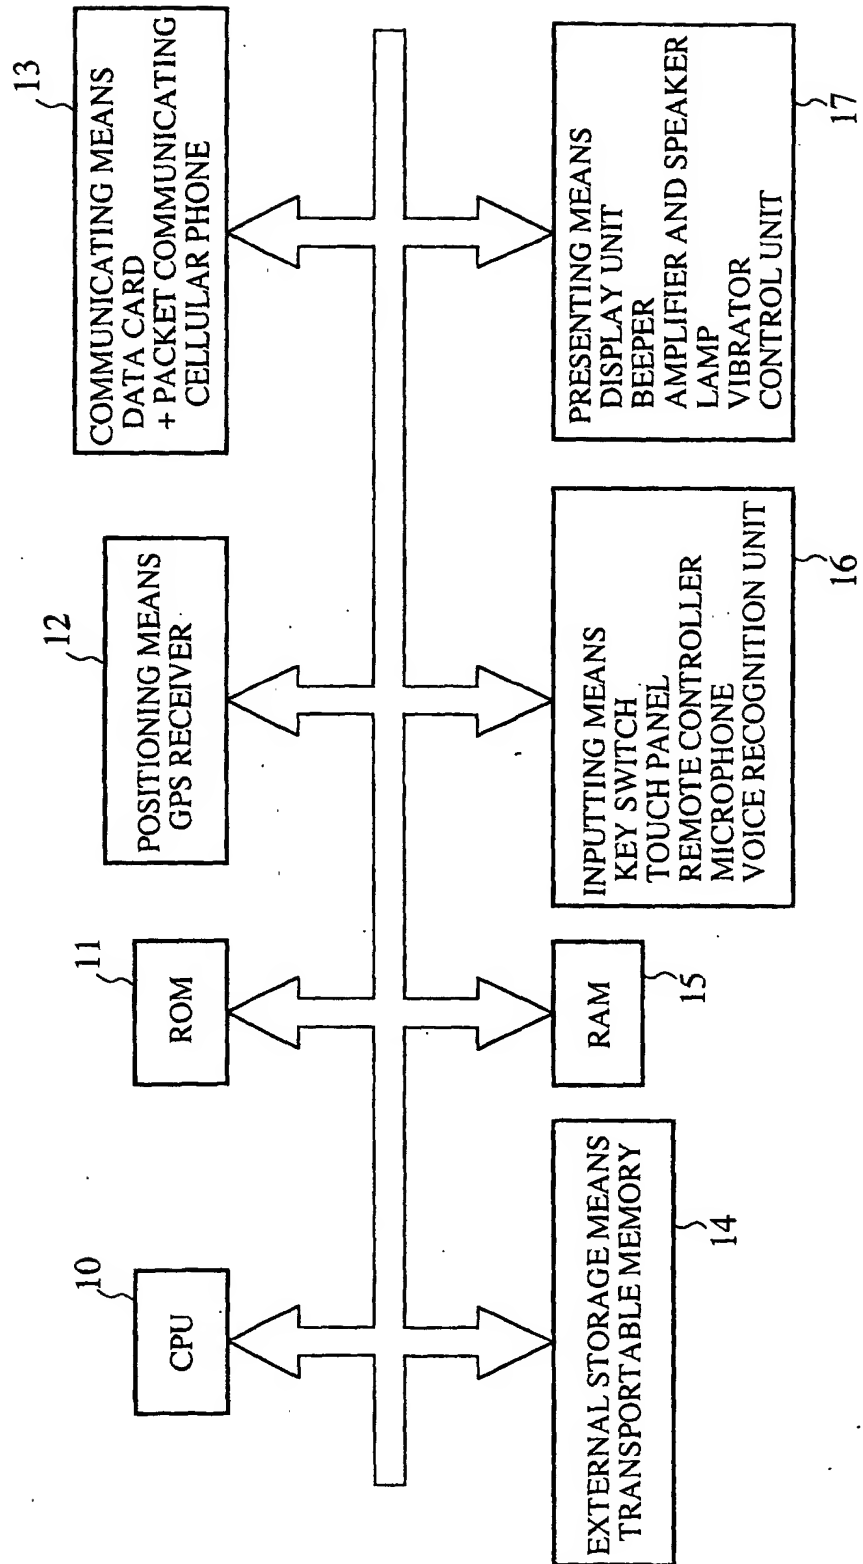 10
CPU
11
ROM
12
POSITIONING MEANS
GPS RECEIVER
13
COMMUNICATING MEANS
DATA CARD
+ PACKET COMMUNICATING
CELLULAR PHONE
EXTERNAL STORAGE MEANS
TRANSPORTABLE MEMORY
14
RAM
15
INPUTTING MEANS
KEY SWITCH
TOUCH PANEL
REMOTE CONTROLLER
MICROPHONE
VOICE RECOGNITION UNIT
16
PRESENTING MEANS
DISPLAY UNIT
BEEPER
AMPLIFIER AND SPEAKER
LAMP
VIBRATOR
CONTROL UNIT
17